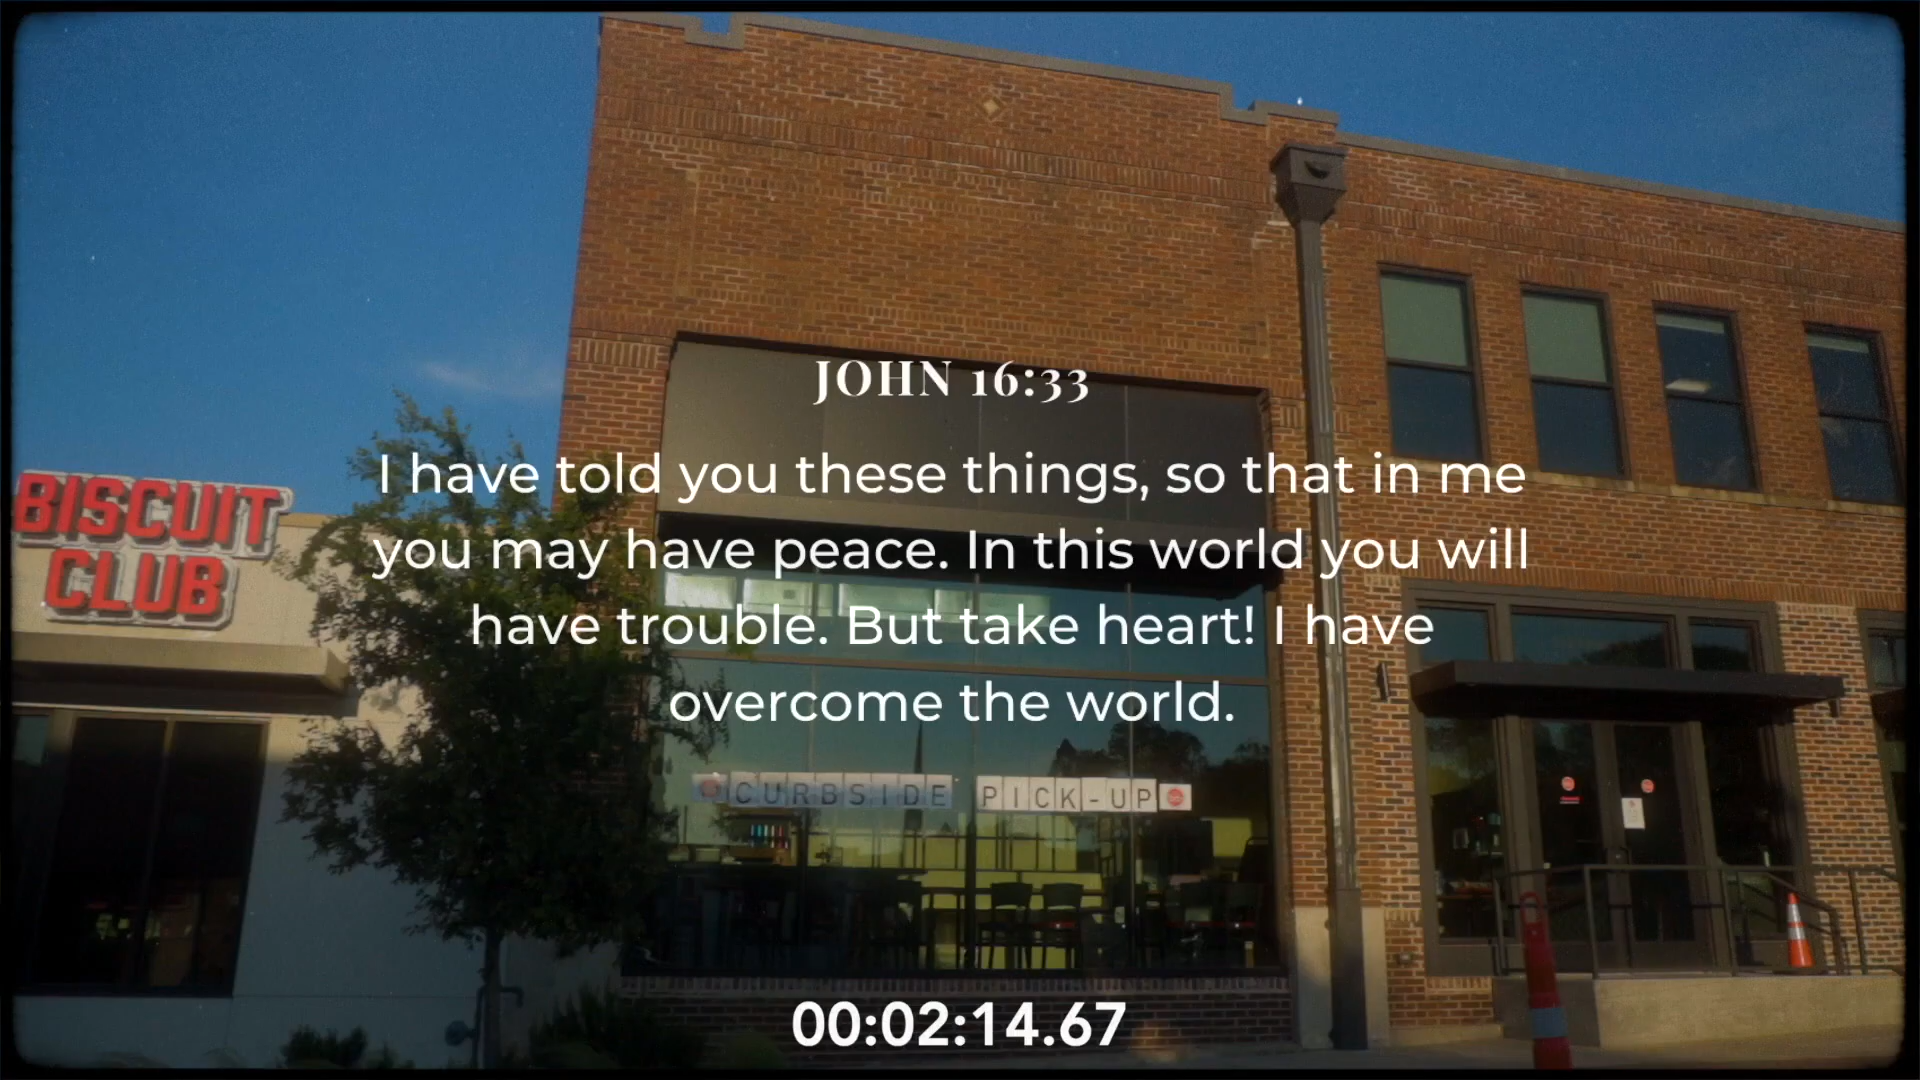 JOHN 16:33
I have told you these things, so that in me
you may have peace. In this world you will
have trouble. But take heart! I have
overcome the world.
BISCUIT
CLUB
CURBSIDE PICK-UP
00:02:14.67